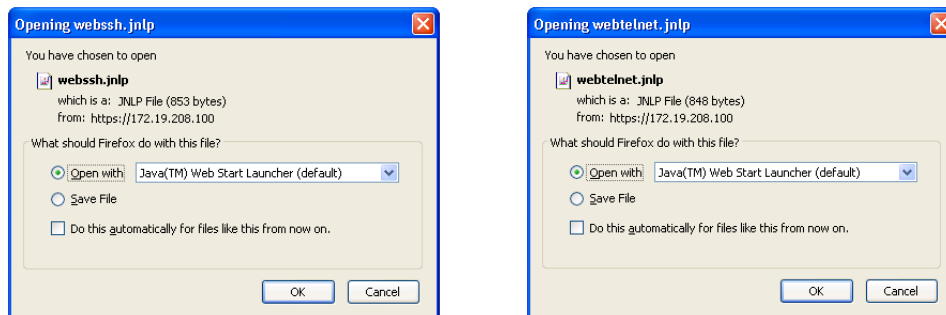 Opening webssh.jnlp
You have chosen to open
webssh.jnlp
which is a: JNLP File (853 bytes)
from: https://172.19.208.100
What should Firefox do with this file?
Open with Java(TM) Web Start Launcher (default)
Save File
Do this automatically for files like this from now on.
OK Cancel
Opening webtelnet.jnlp
You have chosen to open
webtelnet.jnlp
which is a: JNLP File (848 bytes)
from: https://172.19.208.100
What should Firefox do with this file?
Open with Java(TM) Web Start Launcher (default)
Save File
Do this automatically for files like this from now on.
OK Cancel